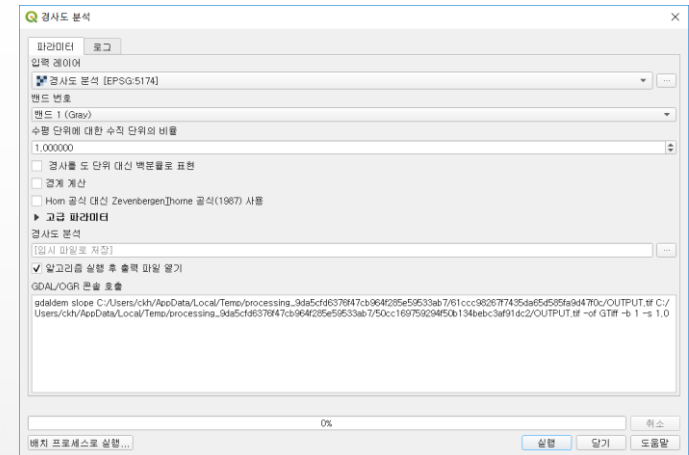 경사도 분석
파라미터 로그
입력 레이어
경사도 분석 [EPSG:5174]
밴드 번호
밴드 1 (Gray)
수평 단위에 대한 수직 단위의 비율
1.000000
경사를 도 단위 대신 백분율로 표현
경계 계산
Horn 공식 대신 ZevenbergenThorne 공식(1987) 사용
고급 파라미터
경사도 분석
[임시 파일로 저장]
알고리즘 실행 후 출력 파일 열기
GDAL/OGR 콘솔 호출
gdaldem slope C:/Users/ckh/AppData/Local/Temp/processing_9da5cfd6376f47cb964f285e59533ab7/61ccc98267f7435da65d585fa9d47f0c/OUTPUT.tif C:/
Users/ckh/AppData/Local/Temp/processing_9da5cfd6376f47cb964f285e59533ab7/50cc169759294f50b134bebc3af91dc2/OUTPUT.tif -of GTiff -b 1 -s 1.0
0%
취소
배치 프로세스로 실행... 실행 닫기 도움말